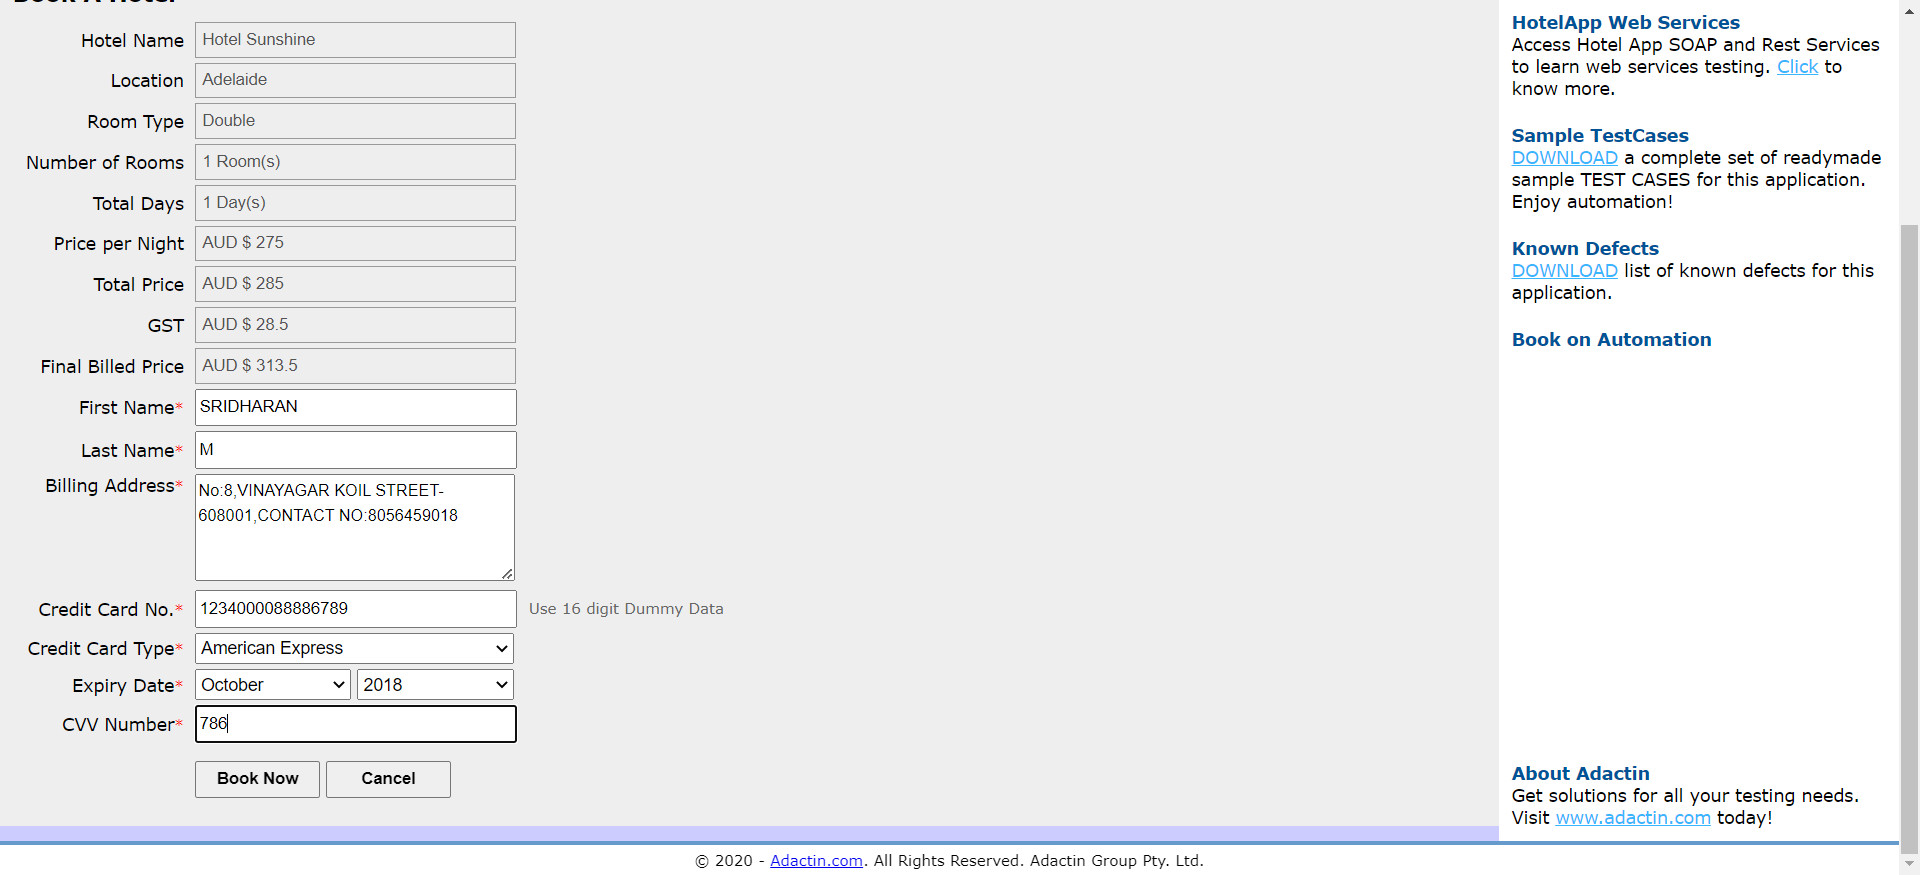 Book A Hotel
Hotel Name Hotel Sunshine
Location Adelaide
Room Type Double
Number of Rooms 1 Room(s)
Total Days 1 Day(s)
Price per Night AUD $ 275
Total Price AUD $ 285
GST AUD $ 28.5
Final Billed Price AUD $ 313.5
First Name* SRIDHARAN
Last Name* M
Billing Address* No:8,VINAYAGAR KOIL STREET-
608001,CONTACT NO:8056459018
Credit Card No.* 1234000088886789 Use 16 digit Dummy Data
Credit Card Type* American Express
Expiry Date* October 2018
CVV Number* 786
Book Now Cancel
HotelApp Web Services
Access Hotel App SOAP and Rest Services
to learn web services testing. Click to
know more.
Sample TestCases
DOWNLOAD a complete set of readymade
sample TEST CASES for this application.
Enjoy automation!
Known Defects
DOWNLOAD list of known defects for this
application.
Book on Automation
About Adactin
Get solutions for all your testing needs.
Visit www.adactin.com today!
© 2020 - Adactin.com. All Rights Reserved. Adactin Group Pty. Ltd.